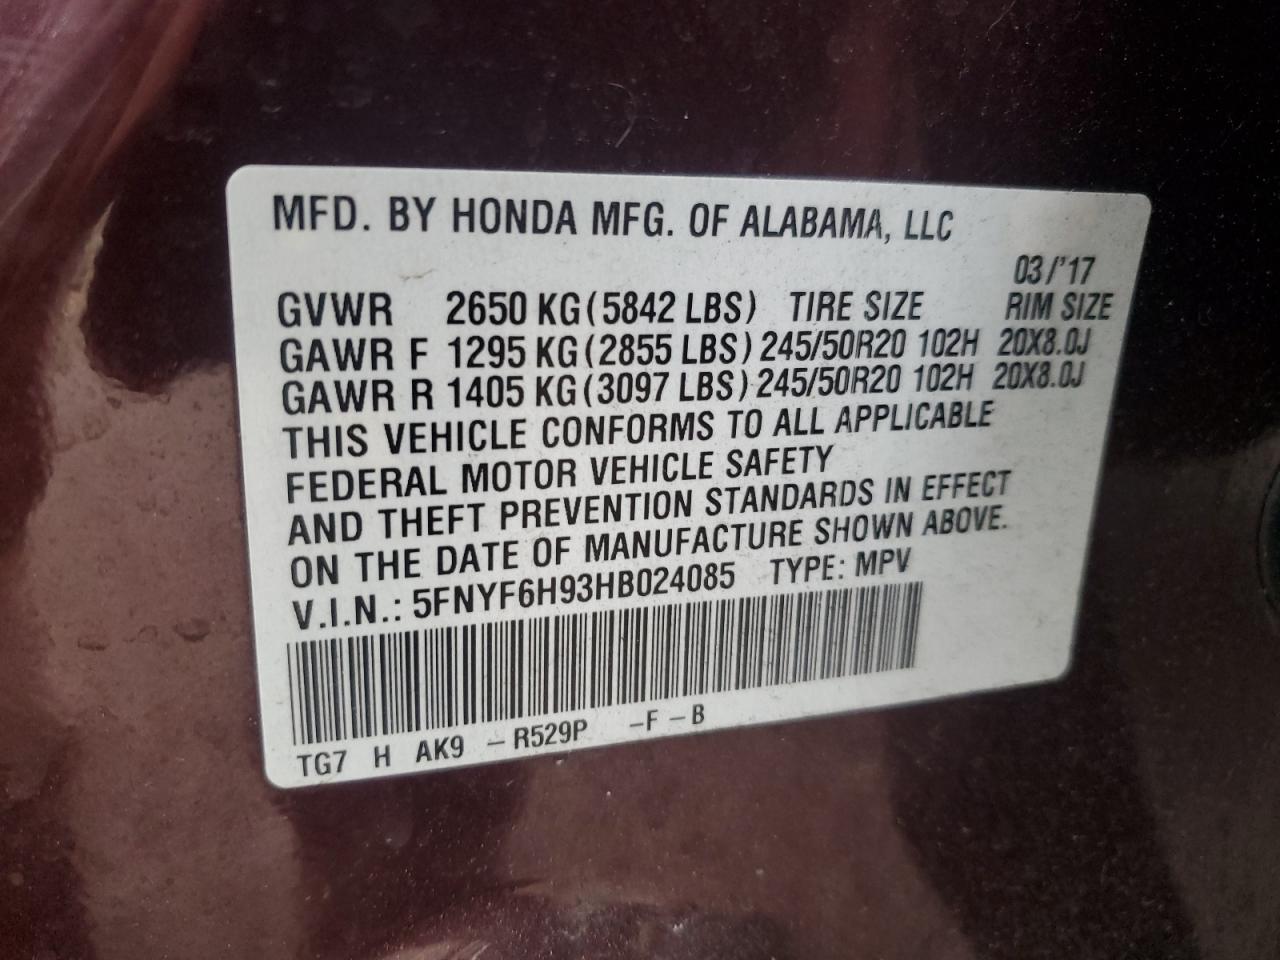 MFD. BY HONDA MFG. OF ALABAMA, LLC
03/'17
GVWR 2650 KG (5842 LBS) TIRE SIZE RIM SIZE
GAWR F 1295 KG (2855 LBS) 245/50R20 102H 20X8.0J
GAWR R 1405 KG (3097 LBS) 245/50R20 102H 20X8.0J
THIS VEHICLE CONFORMS TO ALL APPLICABLE
FEDERAL MOTOR VEHICLE SAFETY
AND THEFT PREVENTION STANDARDS IN EFFECT
ON THE DATE OF MANUFACTURE SHOWN ABOVE.
V.I.N.: 5FNYF6H93HB024085 TYPE: MPV
TG7 H AK9 – R529P –F –B